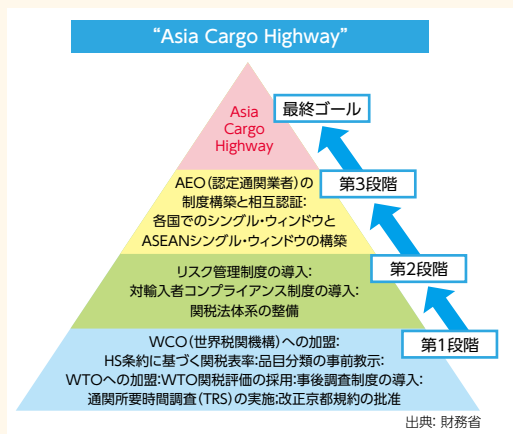 “Asia Cargo Highway”
Asia
Cargo
Highway
最終ゴール
AEO（認定通関業者）の
制度構築と相互認証:
各国でのシングル・ウィンドウと
ASEANシングル・ウィンドウの構築
第3段階
リスク管理制度の導入:
対輸入者コンプライアンス制度の導入:
関税法体系の整備
第2段階
WCO（世界税関機構）への加盟:
HS条約に基づく関税表率:品目分類の事前教示:
WTOへの加盟:WTO関税評価の採用:事後調査制度の導入:
通関所要時間調査（TRS）の実施:改正京都規約の批准
第1段階
出典: 財務省